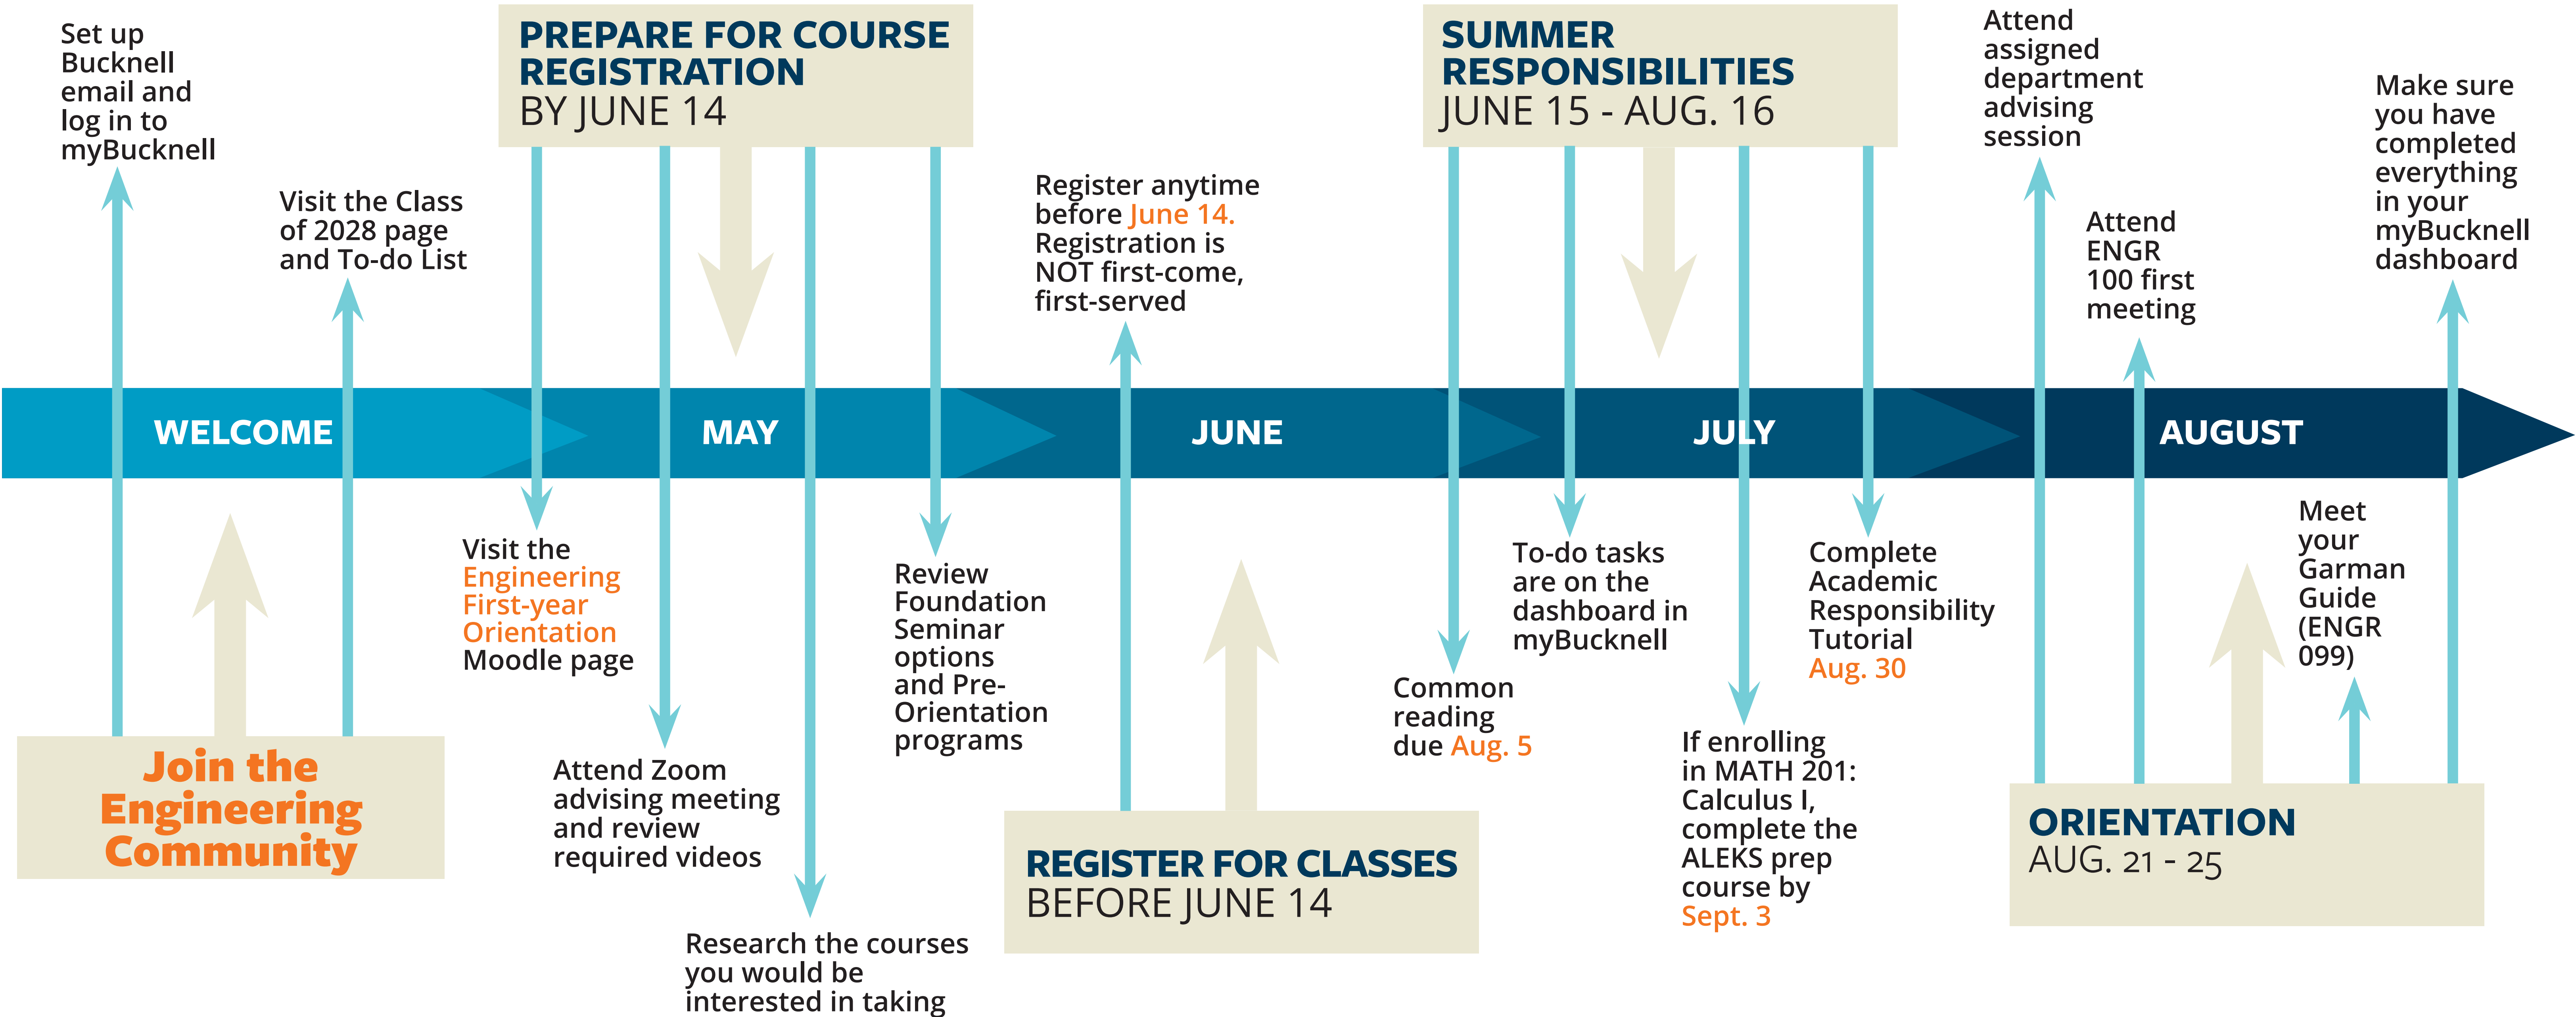 Set up
Bucknell
email and
log in to
myBucknell
Visit the Class
of 2028 page
and To-do List
WELCOME
Join the
Engineering
Community
PREPARE FOR COURSE
REGISTRATION
BY JUNE 14
MAY
Visit the
Engineering
First-year
Orientation
Moodle page
Attend Zoom
advising meeting
and review
required videos
Research the courses
you would be
interested in taking
Review
Foundation
Seminar
options
and Pre-
Orientation
programs
Register anytime
before June 14.
Registration is
NOT first-come,
first-served
JUNE
REGISTER FOR CLASSES
BEFORE JUNE 14
SUMMER
RESPONSIBILITIES
JUNE 15 - AUG. 16
JULY
Common
reading
due Aug. 5
To-do tasks
are on the
dashboard in
myBucknell
If enrolling
in MATH 201:
Calculus I,
complete the
ALEKS prep
course by
Sept. 3
Complete
Academic
Responsibility
Tutorial
Aug. 30
Attend
assigned
department
advising
session
Attend
ENGR
100 first
meeting
Make sure
you have
completed
everything
in your
myBucknell
dashboard
AUGUST
Meet
your
Garman
Guide
(ENGR
099)
ORIENTATION
AUG. 21 - 25